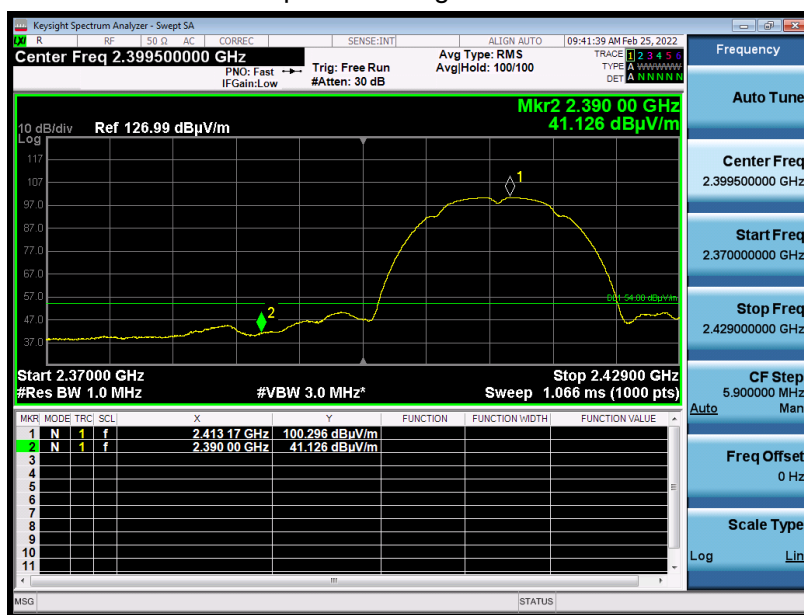 Keysight Spectrum Analyzer - Swept SA
LXI R RF 50 Ω AC CORREC SENSE:INT ALIGN AUTO 09:41:39 AM Feb 25, 2022
Center Freq 2.399500000 GHz
PNO: Fast
IFGain:Low
Trig: Free Run
#Atten: 30 dB
Avg Type: RMS
Avg|Hold: 100/100
TRACE 1 2 3 4 5 6
TYPE A WWWWW
DET A N N N N N
Mkr2 2.390 00 GHz
41.126 dBµV/m
10 dB/div Ref 126.99 dBµV/m
Log
117
107
97.0
87.0
77.0
67.0
57.0
47.0
37.0
1
2
DL1 54.00 dBµV/m
Start 2.37000 GHz Stop 2.42900 GHz
#Res BW 1.0 MHz #VBW 3.0 MHz* Sweep 1.066 ms (1000 pts)
MKR MODE TRC SCL X Y FUNCTION FUNCTION WIDTH FUNCTION VALUE
1 N 1 f 2.413 17 GHz 100.296 dBµV/m
2 N 1 f 2.390 00 GHz 41.126 dBµV/m
3
4
5
6
7
8
9
10
11
MSG STATUS
Frequency
Auto Tune
Center Freq
2.399500000 GHz
Start Freq
2.370000000 GHz
Stop Freq
2.429000000 GHz
CF Step
5.900000 MHz
Auto Man
Freq Offset
0 Hz
Scale Type
Log Lin